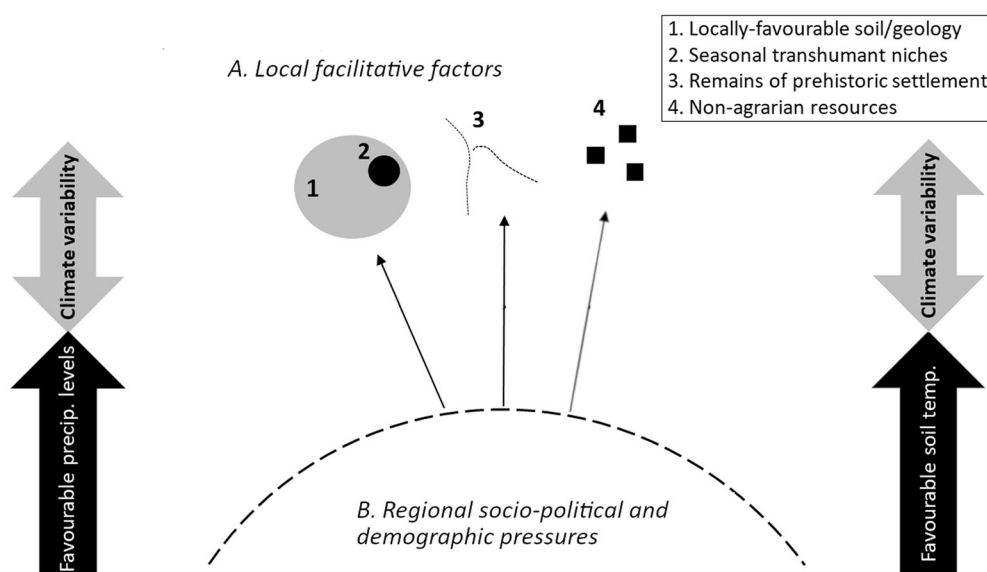 1. Locally-favourable soil/geology
2. Seasonal transhumant niches
3. Remains of prehistoric settlement
4. Non-agrarian resources
A. Local facilitative factors
1
2
3
4
Climate variability
Favourable precip. levels
Climate variability
Favourable soil temp.
B. Regional socio-political and
demographic pressures